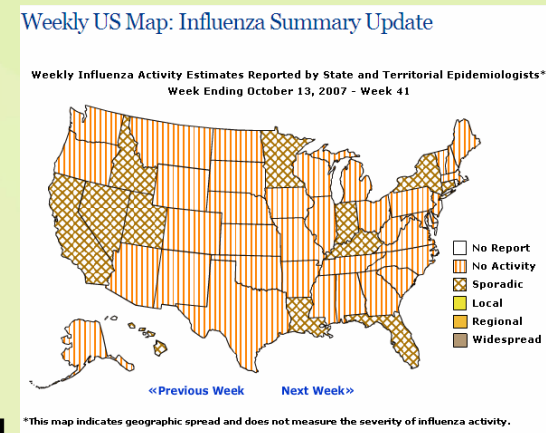 Weekly US Map: Influenza Summary Update
Weekly Influenza Activity Estimates Reported by State and Territorial Epidemiologists*
Week Ending October 13, 2007 - Week 41
No Report
No Activity
Sporadic
Local
Regional
Widespread
«Previous Week Next Week»
*This map indicates geographic spread and does not measure the severity of influenza activity.